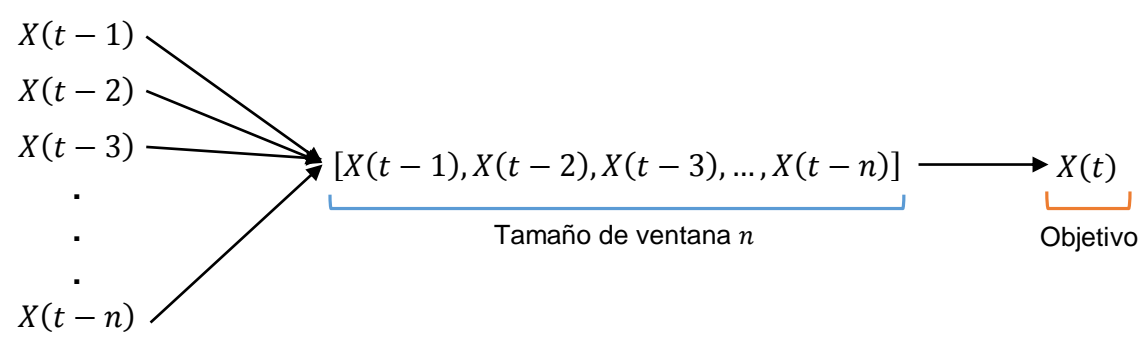 X(t − 1)
X(t − 2)
X(t − 3)
.
.
.
X(t − n)
[X(t − 1), X(t − 2), X(t − 3), … , X(t − n)]
X(t)
Tamaño de ventana n
Objetivo